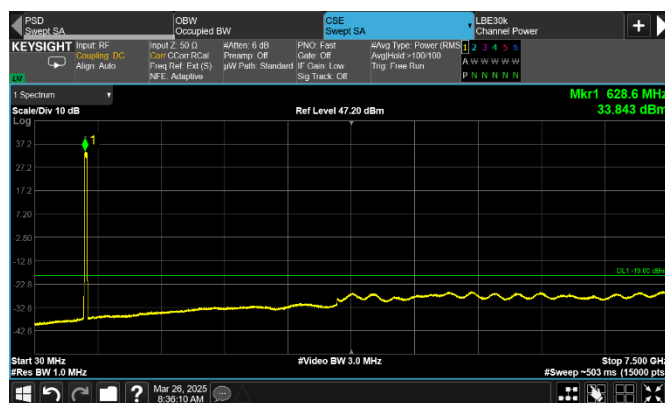 PSD
Swept SA
OBW
Occupied BW
CSE
Swept SA
LBE30k
Channel Power
KEYSIGHT
Input: RF
Coupling: DC
Align: Auto
Input Z: 50 Ω
Corr CCorr RCal
Freq Ref: Ext (S)
NFE: Adaptive
#Atten: 6 dB
Preamp: Off
µW Path: Standard
PNO: Fast
Gate: Off
IF Gain: Low
Sig Track: Off
#Avg Type: Power (RMS)
Avg|Hold >100/100
Trig: Free Run
1 2 3 4 5 6
A W W W W W
P N N N N N
1 Spectrum
Mkr1 628.6 MHz
Scale/Div 10 dB
Ref Level 47.20 dBm
33.843 dBm
Log
1
37.2
27.2
17.2
7.20
-2.80
-12.8
DL1 -19.00 dBm
-22.8
-32.8
-42.8
Start 30 MHz
#Video BW 3.0 MHz
Stop 7.500 GHz
#Res BW 1.0 MHz
#Sweep ~503 ms (15000 pts)
?
Mar 26, 2025
8:36:10 AM